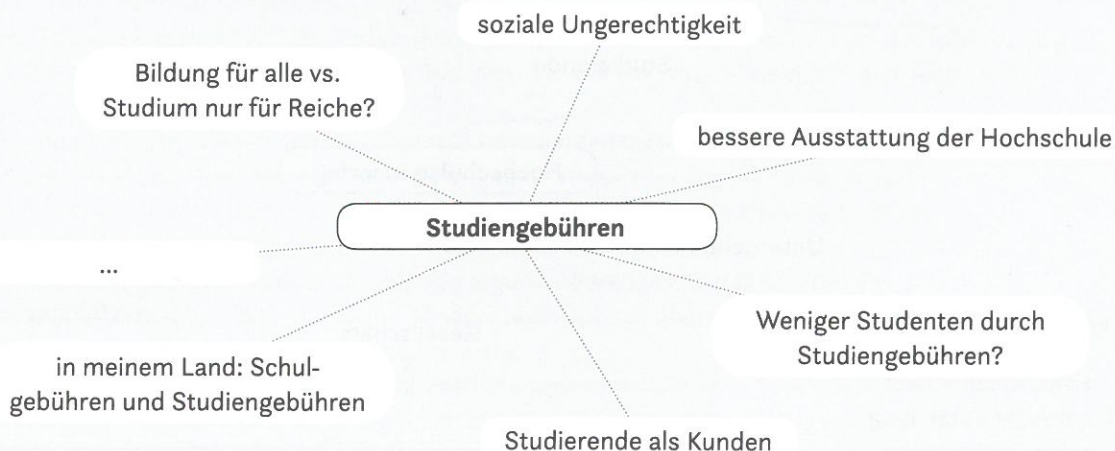 soziale Ungerechtigkeit
Bildung für alle vs.
Studium nur für Reiche?
bessere Ausstattung der Hochschule
Studiengebühren
...
Weniger Studenten durch
Studiengebühren?
in meinem Land: Schul-
gebühren und Studiengebühren
Studierende als Kunden